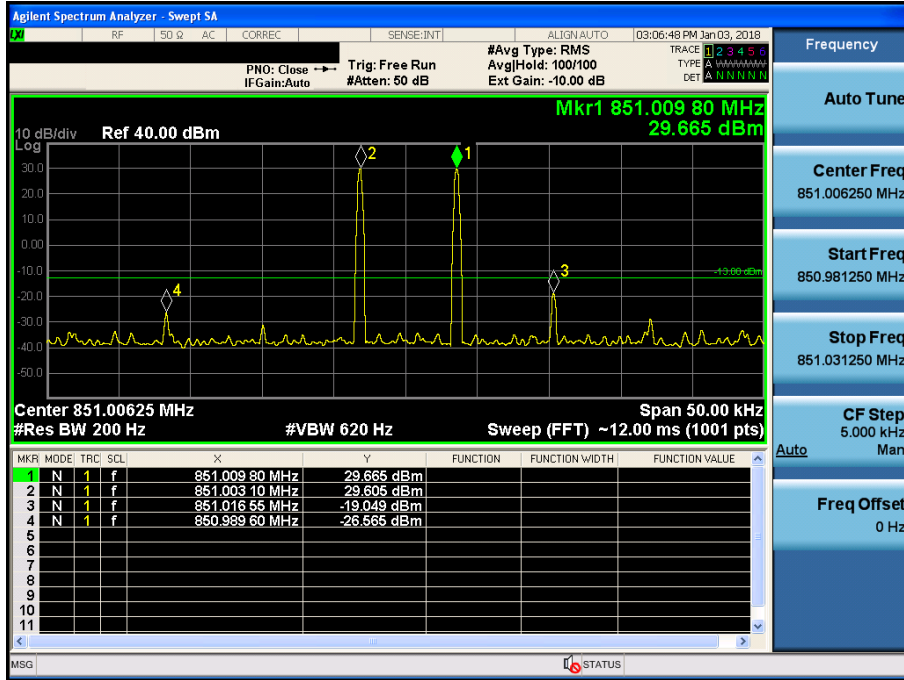 Agilent Spectrum Analyzer - Swept SA
LXI RF 50 Ω AC CORREC SENSE:INT ALIGN AUTO 03:06:48 PM Jan 03, 2018
PNO: Close
IFGain:Auto
Trig: Free Run
#Atten: 50 dB
#Avg Type: RMS
Avg|Hold: 100/100
Ext Gain: -10.00 dB
TRACE 1 2 3 4 5 6
TYPE A WWWWW
DET A N N N N N
Mkr1 851.009 80 MHz
29.665 dBm
10 dB/div Ref 40.00 dBm
Log
30.0
20.0
10.0
0.00
-10.0
-20.0
-30.0
-40.0
-50.0
2
1
3
4
-13.00 dBm
Center 851.00625 MHz Span 50.00 kHz
#Res BW 200 Hz #VBW 620 Hz Sweep (FFT) ~12.00 ms (1001 pts)
MKR MODE TRC SCL X Y FUNCTION FUNCTION WIDTH FUNCTION VALUE
1 N 1 f 851.009 80 MHz 29.665 dBm
2 N 1 f 851.003 10 MHz 29.605 dBm
3 N 1 f 851.016 55 MHz -19.049 dBm
4 N 1 f 850.989 60 MHz -26.565 dBm
5
6
7
8
9
10
11
MSG STATUS
Frequency
Auto Tune
Center Freq
851.006250 MHz
Start Freq
850.981250 MHz
Stop Freq
851.031250 MHz
CF Step
5.000 kHz
Auto Man
Freq Offset
0 Hz